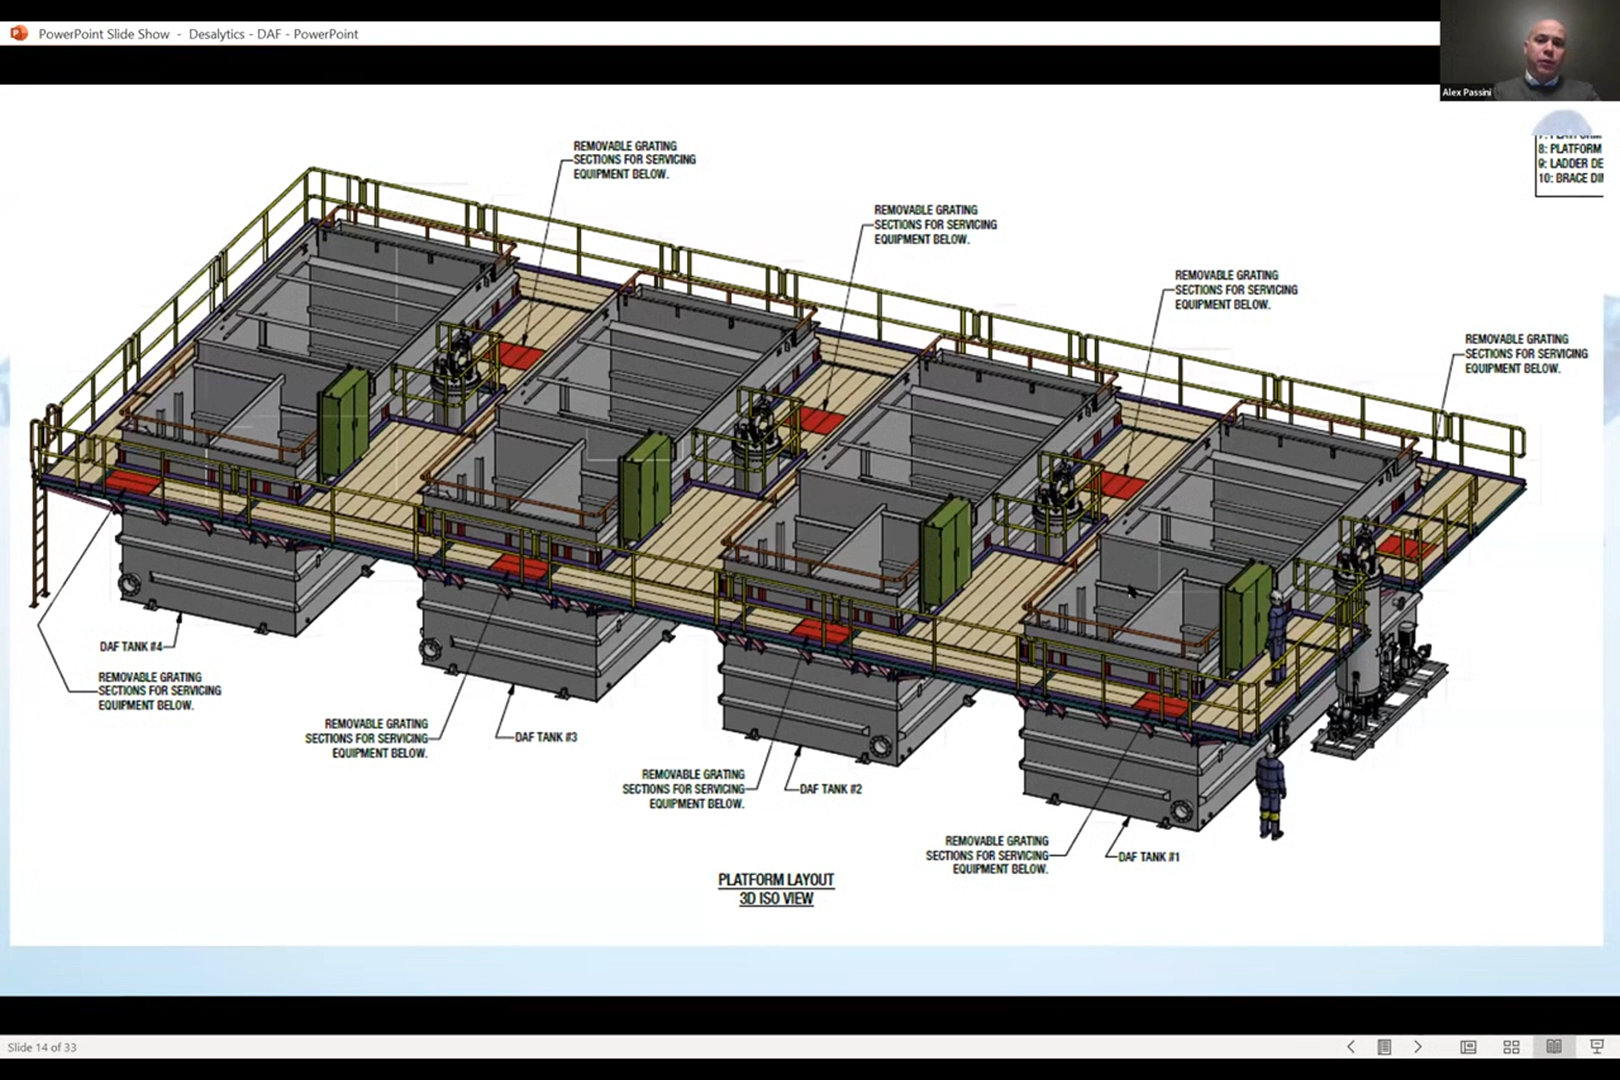 PowerPoint Slide Show - Desalytics - DAF - PowerPoint
Alex Passini
8: PLATFORM
9: LADDER DE
10: BRACE DI
REMOVABLE GRATING
SECTIONS FOR SERVICING
EQUIPMENT BELOW.
REMOVABLE GRATING
SECTIONS FOR SERVICING
EQUIPMENT BELOW.
REMOVABLE GRATING
SECTIONS FOR SERVICING
EQUIPMENT BELOW.
REMOVABLE GRATING
SECTIONS FOR SERVICING
EQUIPMENT BELOW.
DAF TANK #4
REMOVABLE GRATING
SECTIONS FOR SERVICING
EQUIPMENT BELOW.
REMOVABLE GRATING
SECTIONS FOR SERVICING
EQUIPMENT BELOW.
DAF TANK #3
REMOVABLE GRATING
SECTIONS FOR SERVICING
EQUIPMENT BELOW.
DAF TANK #2
REMOVABLE GRATING
SECTIONS FOR SERVICING
EQUIPMENT BELOW.
DAF TANK #1
PLATFORM LAYOUT
3D ISO VIEW
Slide 14 of 33